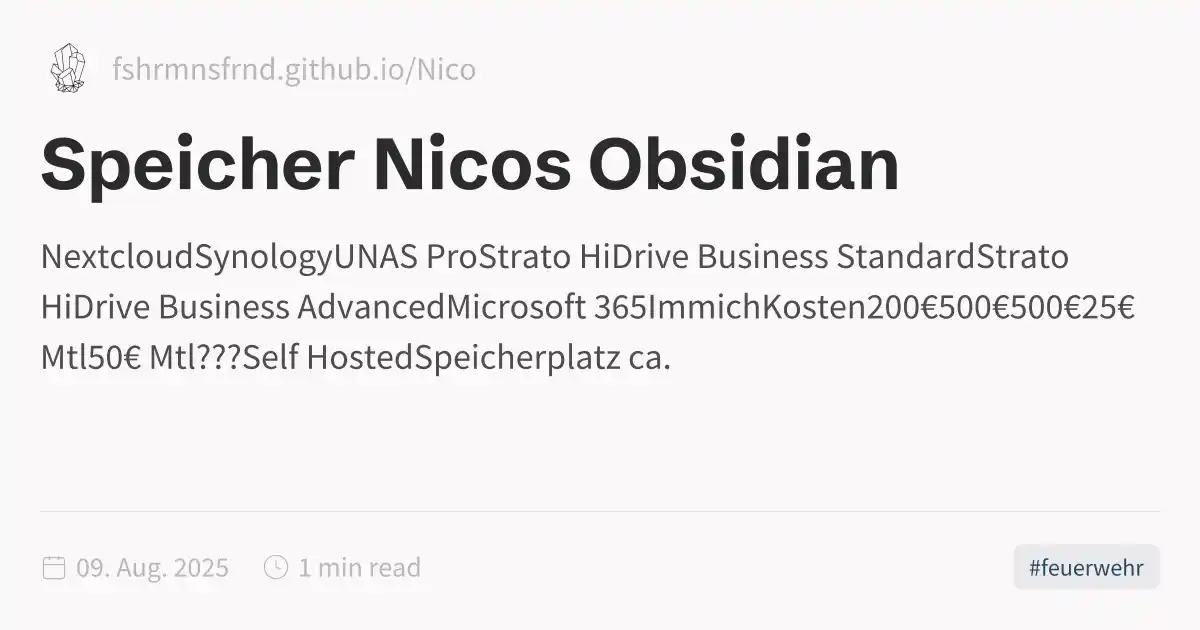 fshrmnsfrnd.github.io/Nico
Speicher Nicos Obsidian
NextcloudSynologyUNAS ProStrato HiDrive Business StandardStrato
HiDrive Business AdvancedMicrosoft 365ImmichKosten200€500€500€25€
Mtl50€ Mtl???Self HostedSpeicherplatz ca.
09. Aug. 2025 1 min read #feuerwehr